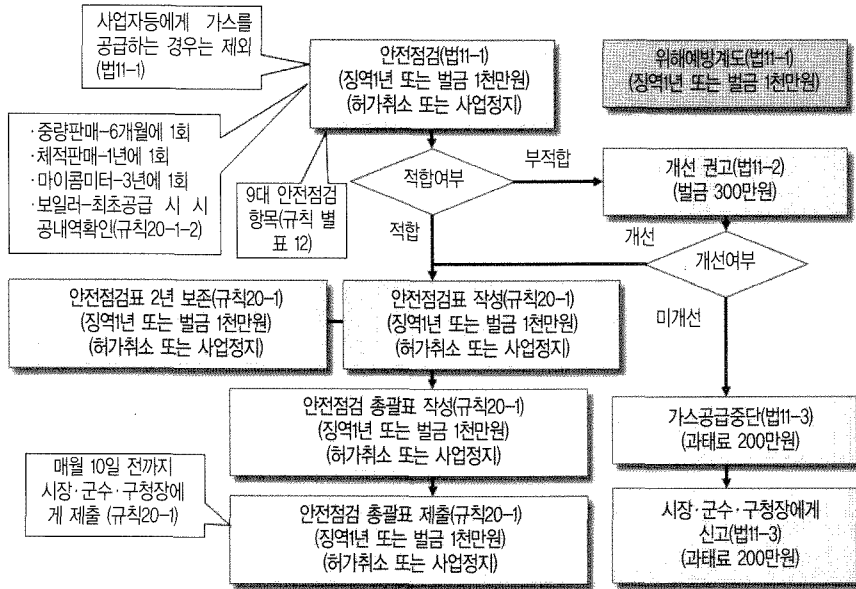 사업자등에게 가스를
공급하는 경우는 제외
(법11-1)
안전점검(법11-1)
(징역1년 또는 벌금 1천만원)
(허가취소 또는 사업정지)
위해예방계도(법11-1)
(징역1년 또는 벌금 1천만원)
·중량판매-6개월에 1회
·체적판매-1년에 1회
·마이콤미터-3년에 1회
·보일러-최초공급 시 시
공내역확인(규칙20-1-2)
9대 안전점검
항목(규칙 별
표 12)
적합여부
부적합
적합
개선 권고(법11-2)
(벌금 300만원)
개선
개선여부
미개선
안전점검표 2년 보존(규칙20-1)
(징역1년 또는 벌금 1천만원)
(허가취소 또는 사업정지)
안전점검표 작성(규칙20-1)
(징역1년 또는 벌금 1천만원)
(허가취소 또는 사업정지)
안전점검 총괄표 작성(규칙20-1)
(징역1년 또는 벌금 1천만원)
(허가취소 또는 사업정지)
가스공급중단(법11-3)
(과태료 200만원)
매월 10일 전까지
시장·군수·구청장에
게 제출 (규칙20-1)
안전점검 총괄표 제출(규칙20-1)
(징역1년 또는 벌금 1천만원)
(허가취소 또는 사업정지)
시장·군수·구청장에게
신고(법11-3)
(과태료 200만원)